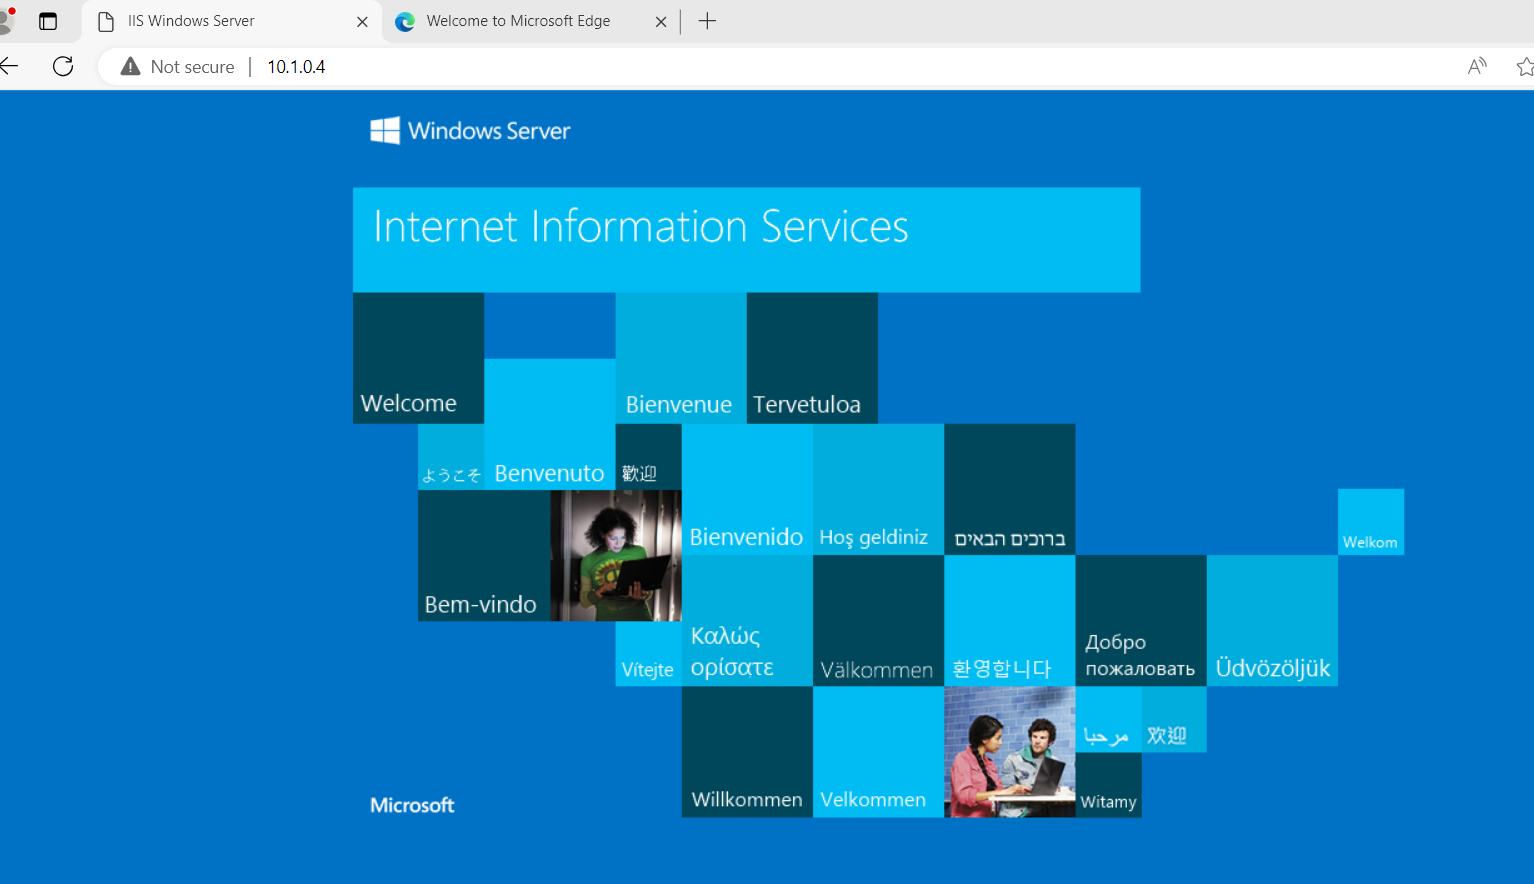 IIS Windows Server
Welcome to Microsoft Edge
Not secure
10.1.0.4
Windows Server
Internet Information Services
Welcome
Bienvenue
Tervetuloa
ようこそ
Benvenuto
歡迎
Bienvenido
Hoş geldiniz
ברוכים הבאים
Welkom
Bem-vindo
Vítejte
Καλώς
ορίσατε
Välkommen
환영합니다
Добро
пожаловать
Üdvözöljük
Willkommen
Velkommen
مرحبا
欢迎
Witamy
Microsoft